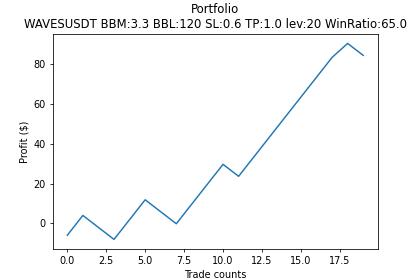 Portfolio
WAVESUSDT BBM:3.3 BBL:120 SL:0.6 TP:1.0 lev:20 WinRatio:65.0
Profit ($)
80
60
40
20
0
0.0 2.5 5.0 7.5 10.0 12.5 15.0 17.5
Trade counts